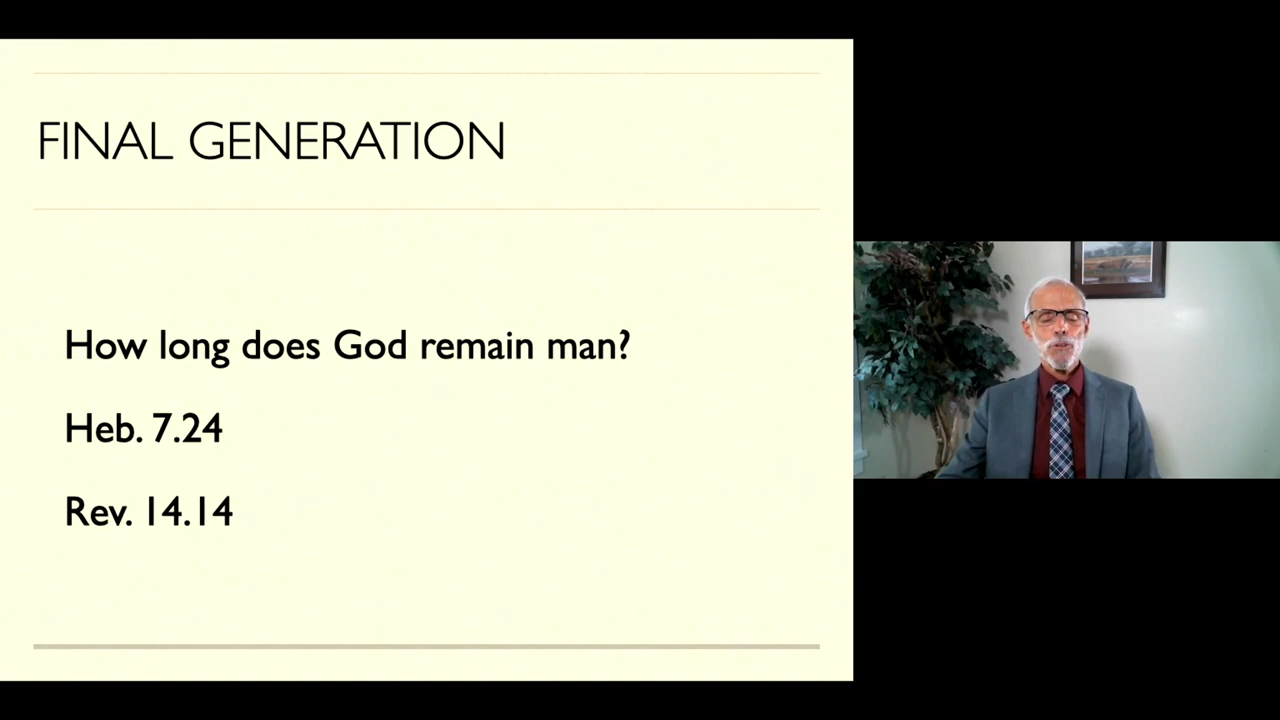 FINAL GENERATION
How long does God remain man?
Heb. 7.24
Rev. 14.14